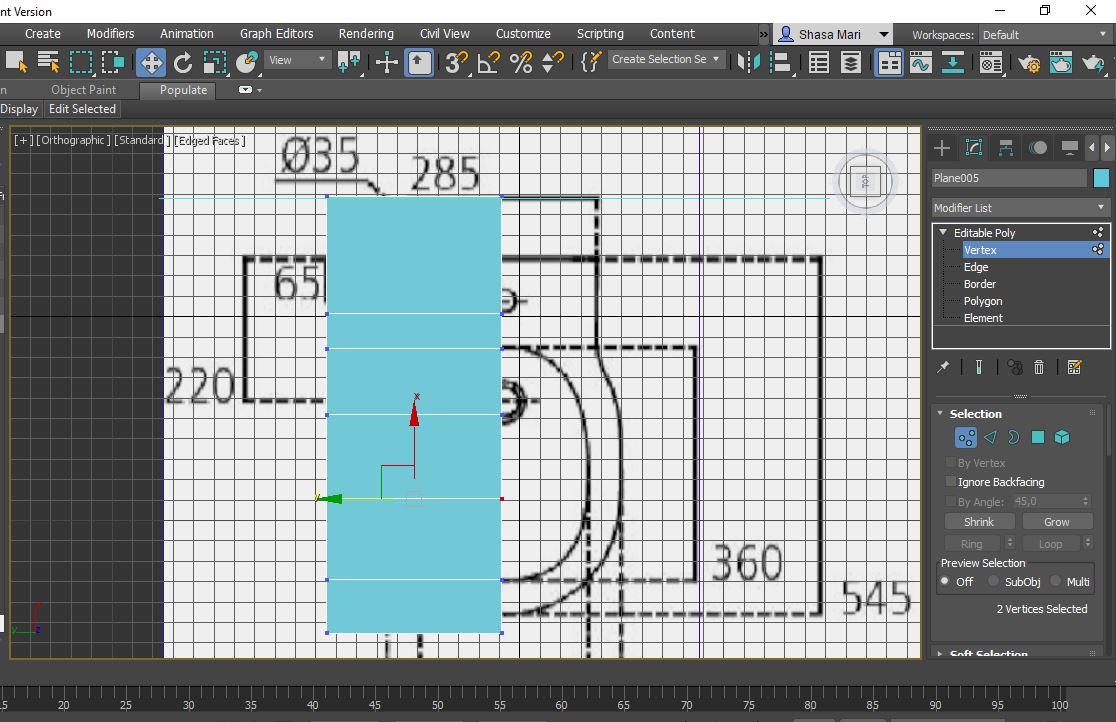 nt Version
Create Modifiers Animation Graph Editors Rendering Civil View Customize Scripting Content » Shasa Mari Workspaces: Default
View Create Selection Se
n Object Paint Populate
Display Edit Selected
[+] [Orthographic] [Standard] [Edged Faces]
Ø35
285
65
220
360
545
x
y
TOP
y
z
Plane005
Modifier List
Editable Poly
Vertex
Edge
Border
Polygon
Element
Selection
By Vertex
Ignore Backfacing
By Angle: 45,0
Shrink Grow
Ring Loop
Preview Selection
Off SubObj Multi
2 Vertices Selected
Soft Selection
15 20 25 30 35 40 45 50 55 60 65 70 75 80 85 90 95 100